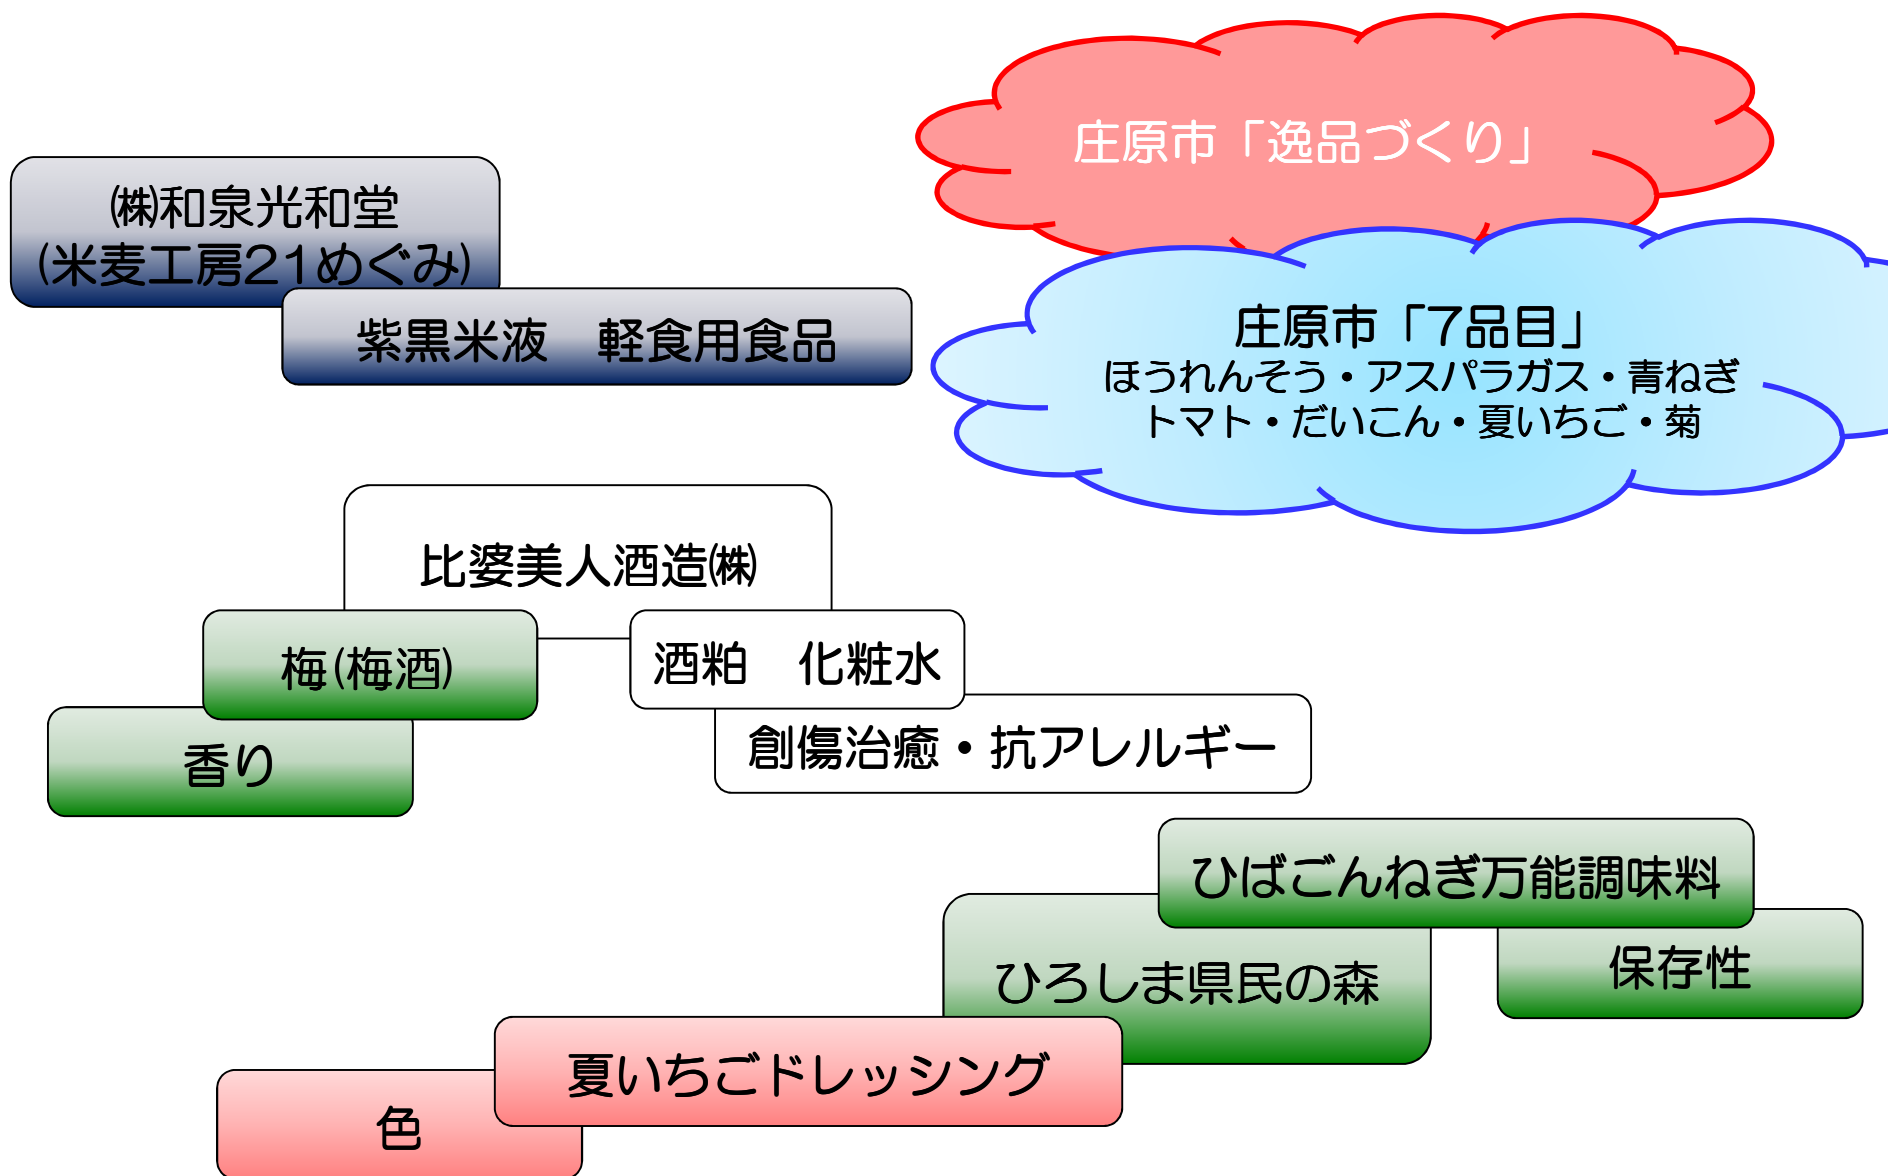 庄原市「逸品づくり」
㈱和泉光和堂
(米麦工房21めぐみ)
紫黒米液　軽食用食品
庄原市「7品目」
ほうれんそう・アスパラガス・青ねぎ
トマト・だいこん・夏いちご・菊
比婆美人酒造㈱
梅(梅酒)
酒粕　化粧水
香り
創傷治癒・抗アレルギー
ひばごんねぎ万能調味料
ひろしま県民の森
保存性
夏いちごドレッシング
色